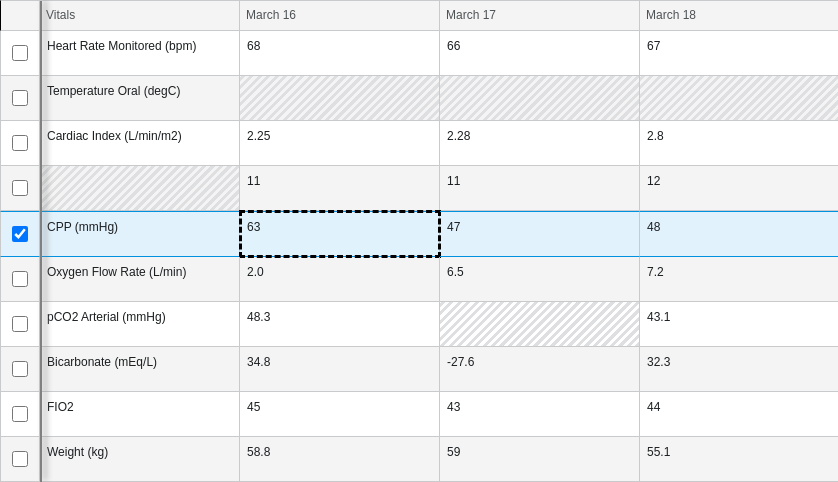 Vitals March 16 March 17 March 18
Heart Rate Monitored (bpm) 68 66 67
Temperature Oral (degC)
Cardiac Index (L/min/m2) 2.25 2.28 2.8
11 11 12
CPP (mmHg) 63 47 48
Oxygen Flow Rate (L/min) 2.0 6.5 7.2
pCO2 Arterial (mmHg) 48.3 43.1
Bicarbonate (mEq/L) 34.8 -27.6 32.3
FIO2 45 43 44
Weight (kg) 58.8 59 55.1